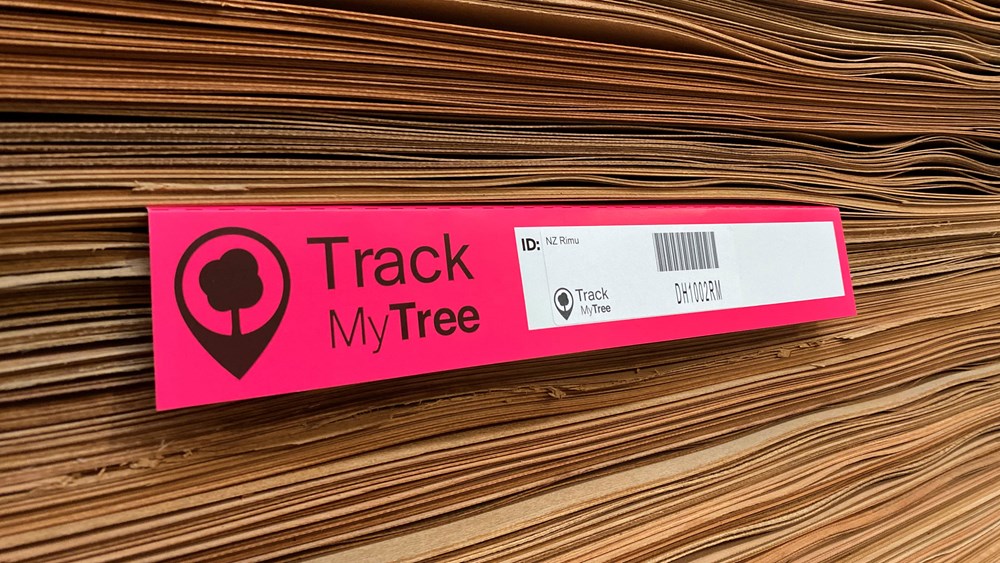 Track
MyTree
ID: NZ Rimu
Track
MyTree
DH1002RM